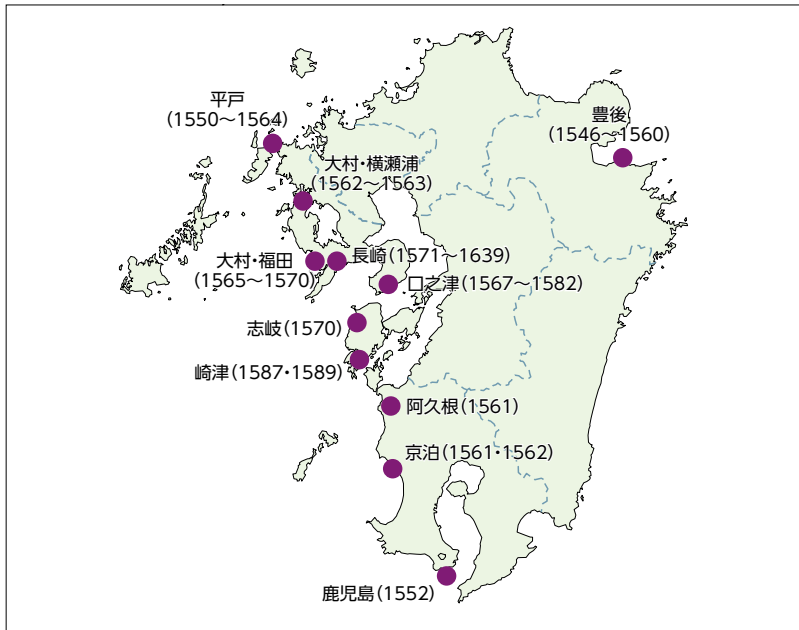 平戸
(1550～1564)
豊後
(1546～1560)
大村・横瀬浦
(1562～1563)
大村・福田
(1565～1570)
長崎(1571～1639)
口之津(1567～1582)
志岐(1570)
崎津(1587・1589)
阿久根(1561)
京泊(1561・1562)
鹿児島(1552)